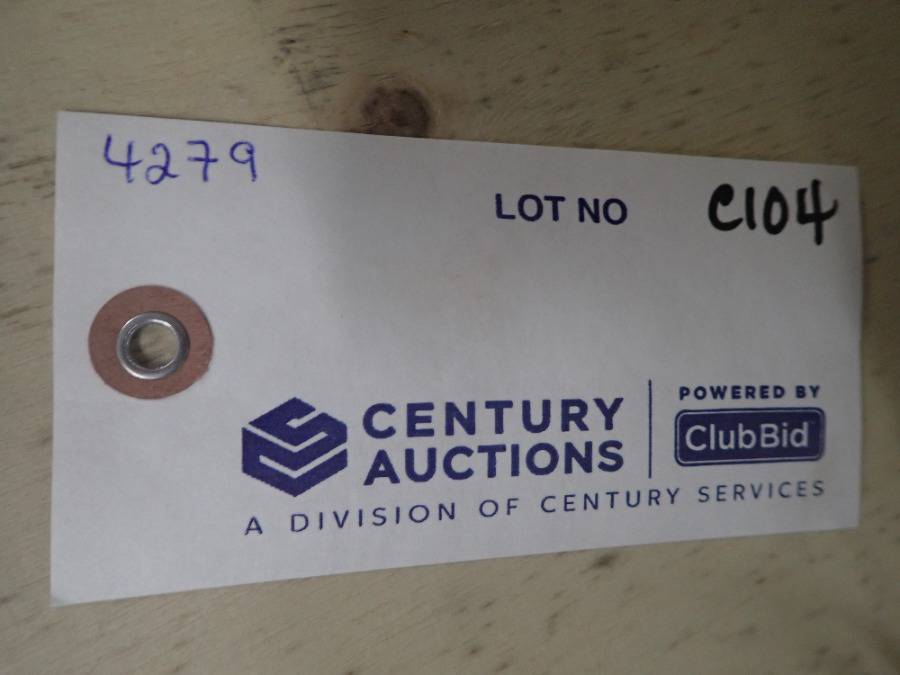 4279
LOT NO C104
CENTURY
AUCTIONS
A DIVISION OF CENTURY SERVICES
POWERED BY
ClubBid